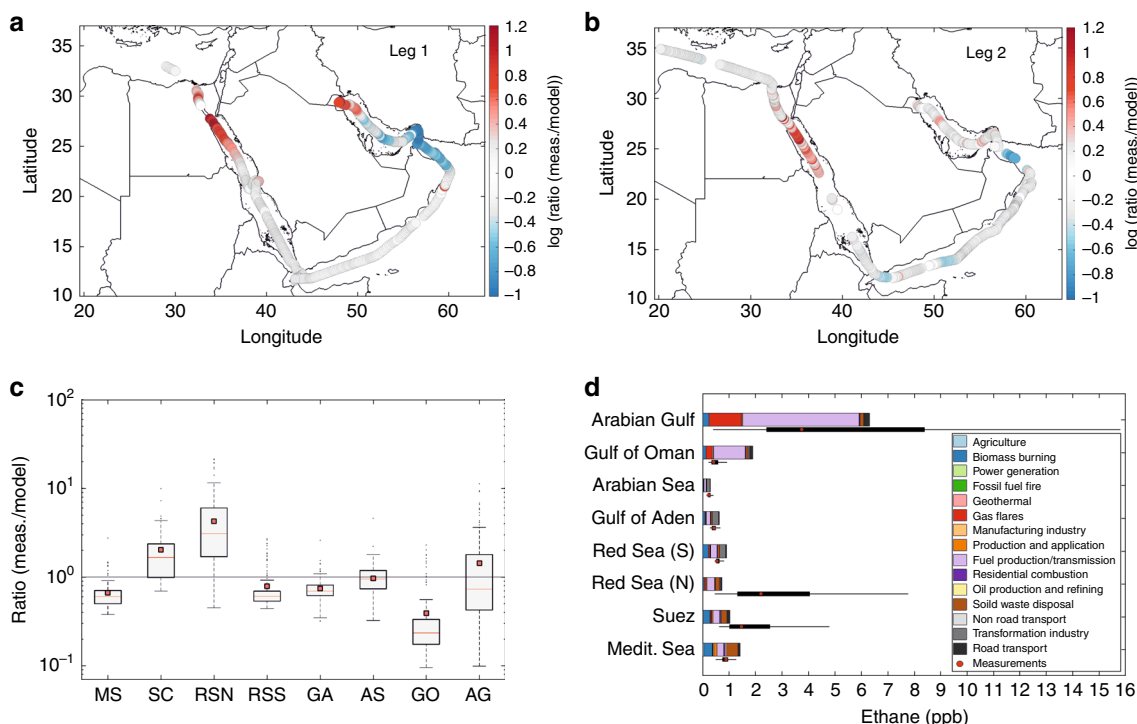 a
b
Leg 1
Leg 2
35
30
25
20
15
10
Latitude
20
30
40
50
60
Longitude
1.2
1
0.8
0.6
0.4
0.2
0
−0.2
−0.4
−0.6
−0.8
−1
log (ratio (meas./model))
35
30
25
20
15
10
Latitude
20
30
40
50
60
Longitude
1.2
1
0.8
0.6
0.4
0.2
0
−0.2
−0.4
−0.6
−0.8
−1
log (ratio (meas./model))
c
10^2
10^1
10^0
10^−1
Ratio (meas./model)
MS
SC
RSN
RSS
GA
AS
GO
AG
d
Arabian Gulf
Gulf of Oman
Arabian Sea
Gulf of Aden
Red Sea (S)
Red Sea (N)
Suez
Medit. Sea
Agriculture
Biomass burning
Power generation
Fossil fuel fire
Geothermal
Gas flares
Manufacturing industry
Production and application
Fuel production/transmission
Residential combustion
Oil production and refining
Soild waste disposal
Non road transport
Transformation industry
Road transport
Measurements
0 1 2 3 4 5 6 7 8 9 10 11 12 13 14 15 16
Ethane (ppb)